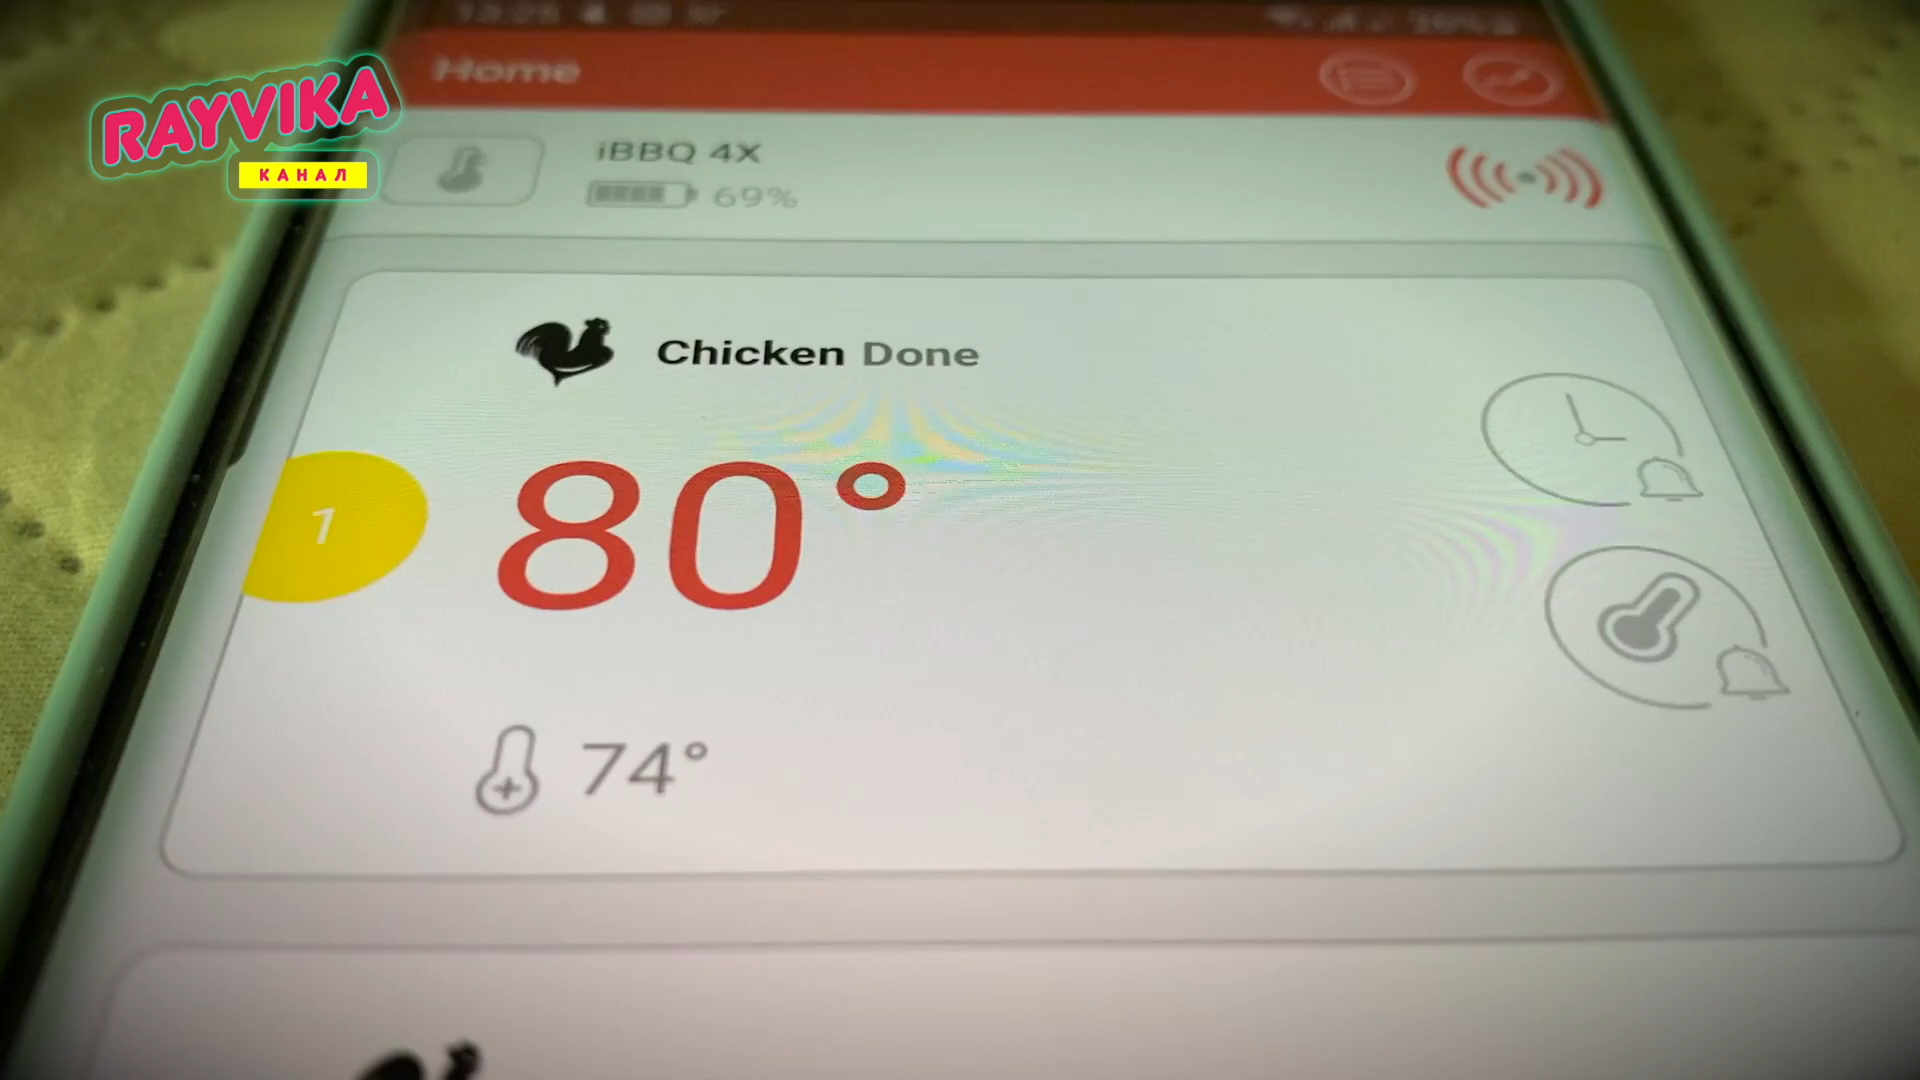 Home
RAYVIKA
КАНАЛ
iBBQ 4X
69%
Chicken Done
1
80°
74°